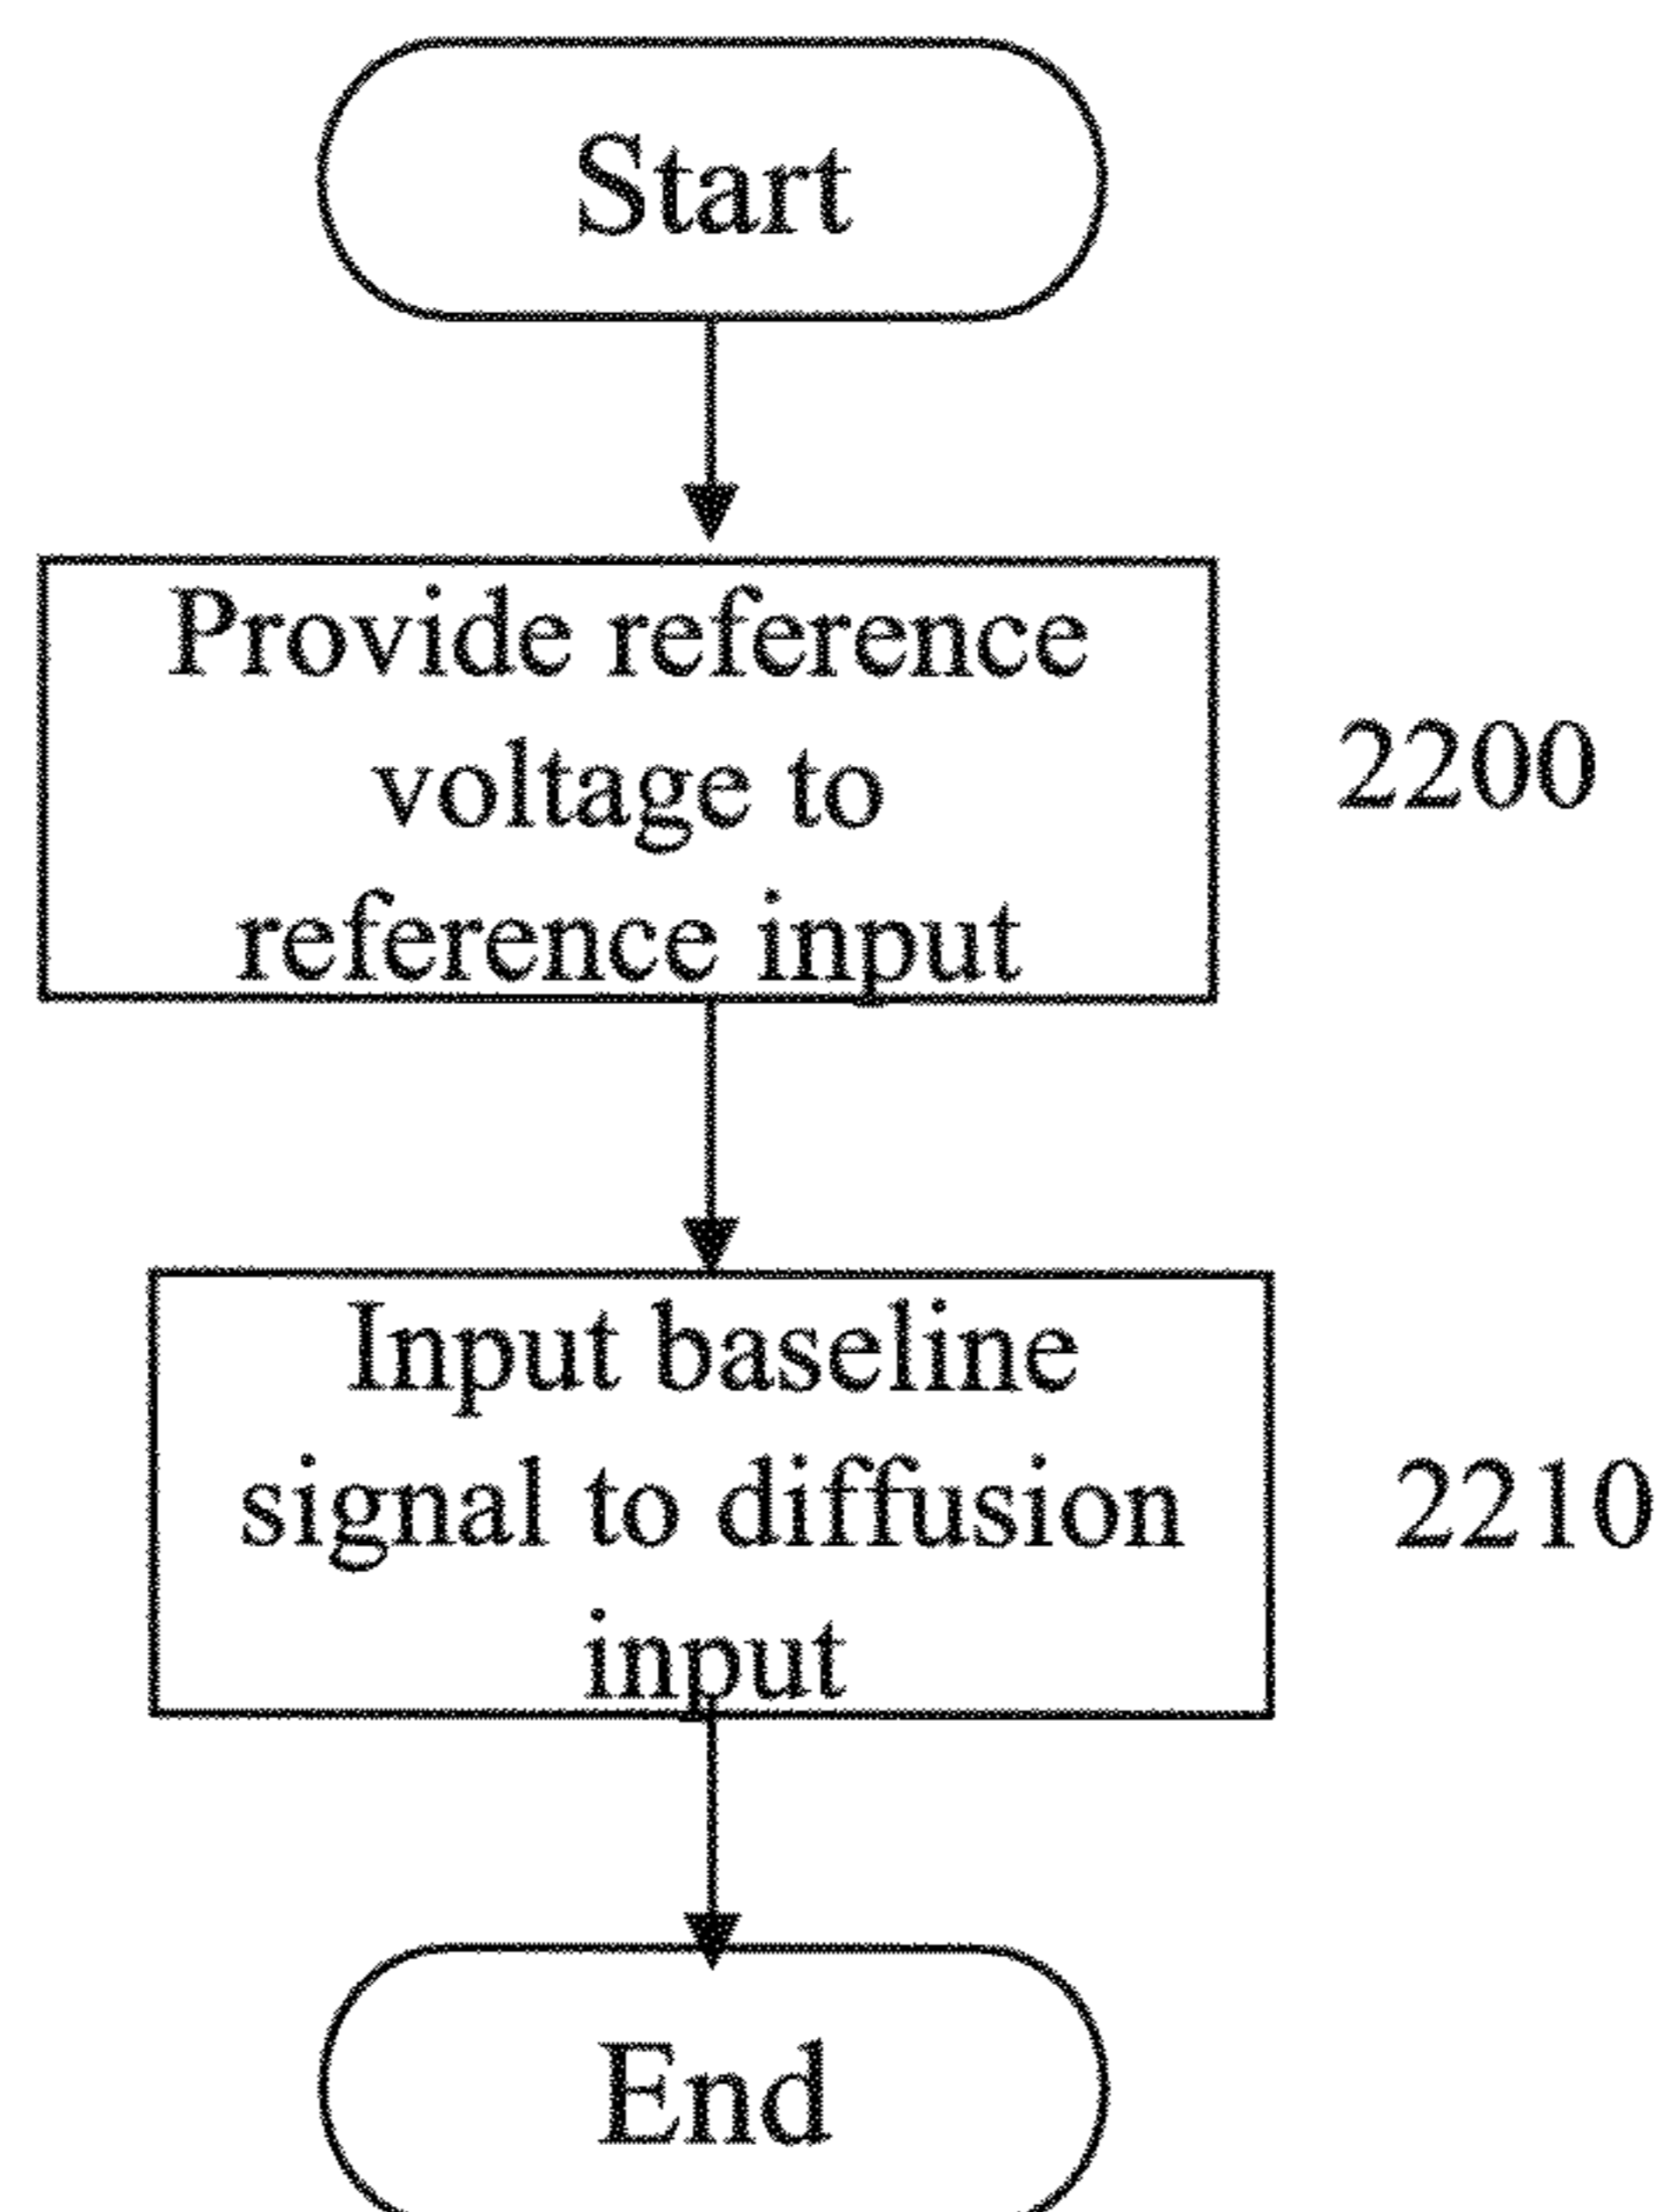 Start
Provide reference
voltage to
reference input
2200
Input baseline
signal to diffusion
input
2210
End